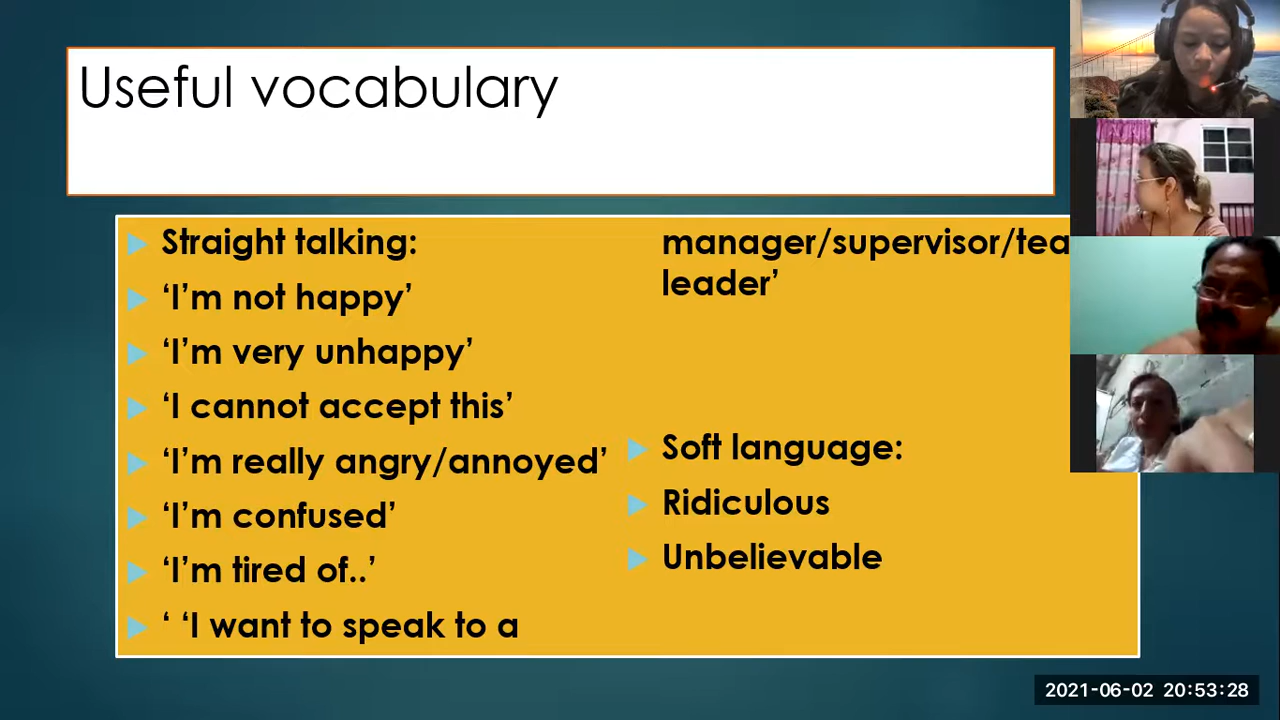 Useful vocabulary
Straight talking:
‘I’m not happy’
‘I’m very unhappy’
‘I cannot accept this’
‘I’m really angry/annoyed’
‘I’m confused’
‘I’m tired of..’
‘ ‘I want to speak to a
manager/supervisor/tea
leader’
Soft language:
Ridiculous
Unbelievable
2021-06-02 20:53:28